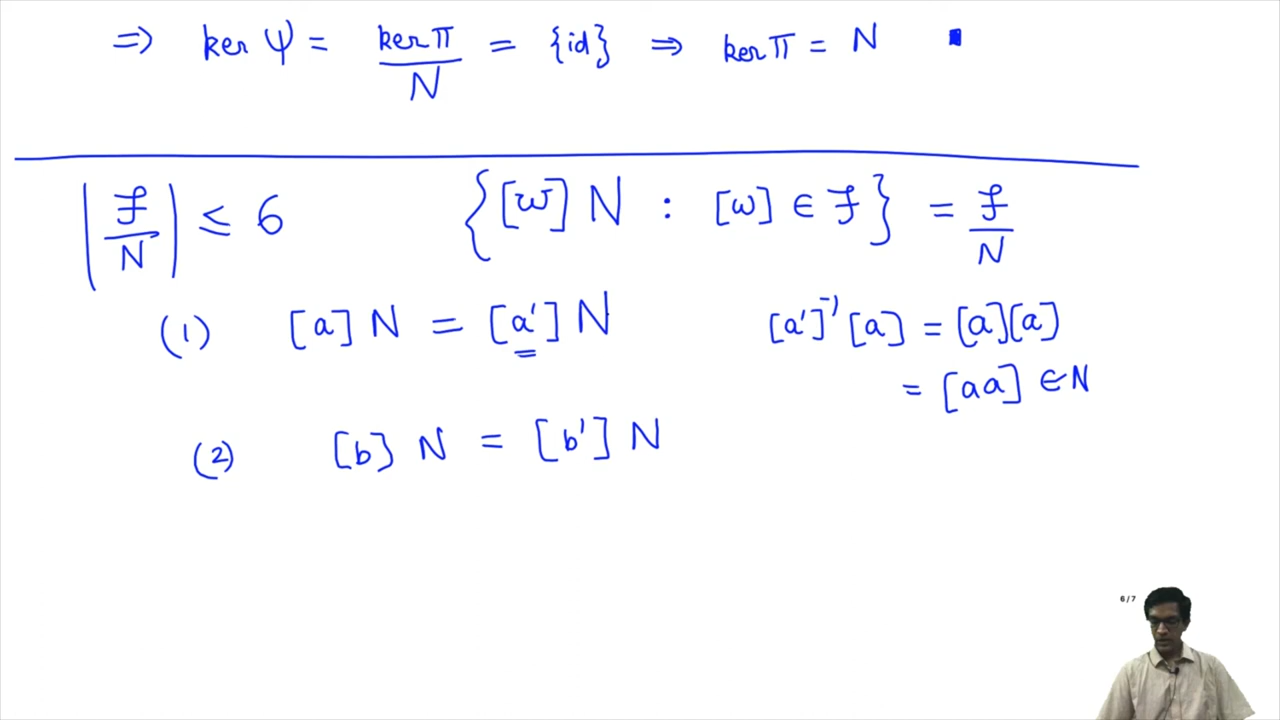 ⇒ ker ψ = ker π / N = {id} ⇒ ker π = N ■
|ℱ / N| ≤ 6 {[w] N : [w] ∈ ℱ} = ℱ / N
(1) [a] N = [a'] N [a']⁻¹ [a] = [a][a]
= [aa] ∈ N
(2) [b} N = [b'] N
6 / 7